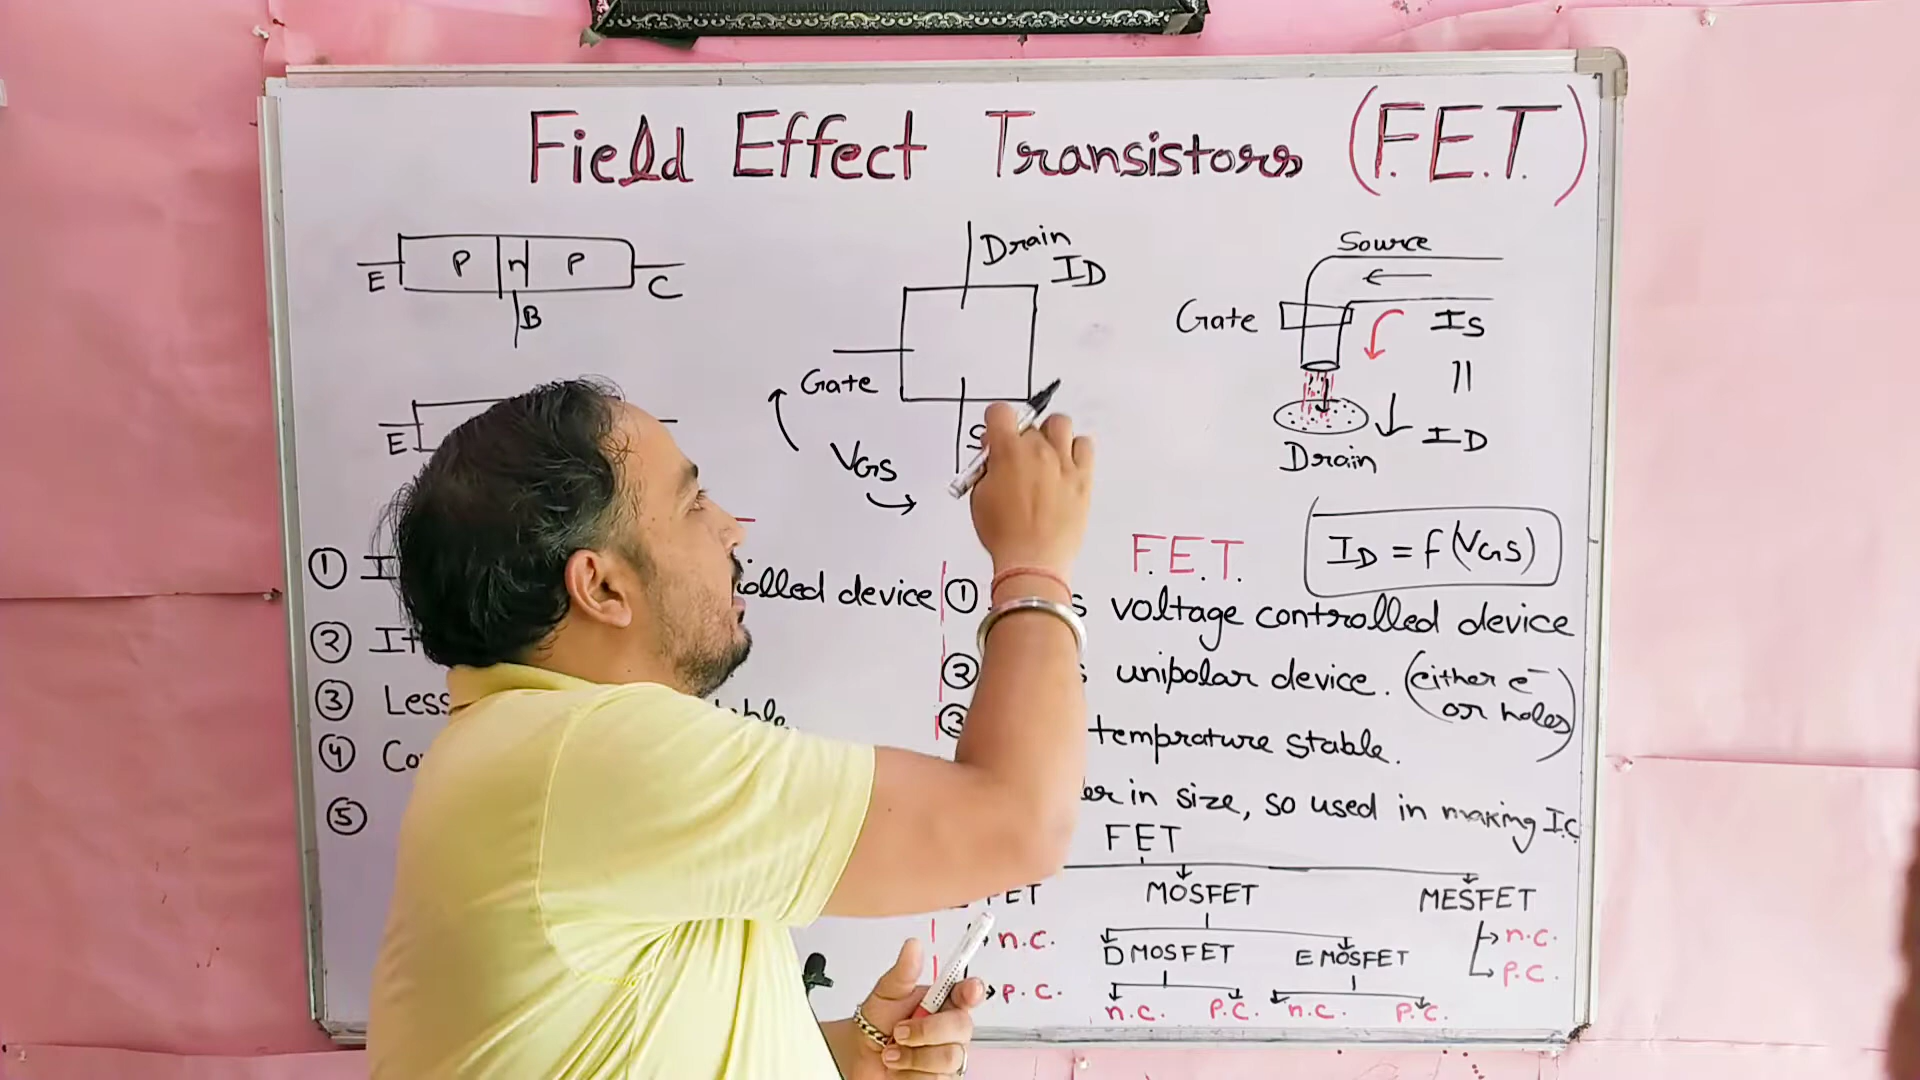 Field Effect Transistors (F.E.T.)
E P n P C
B
E
Drain
ID
Gate
VGS
S
Source
Gate
IS
=
ID
Drain
ID = f(VGS)
① I
olled device
② It
③ Less
④ Co
⑤
F.E.T.
① voltage controlled device
② unipolar device. (either e⁻ or holes)
③ temprature stable.
er in size, so used in making I.C
FET
FET MOSFET MESFET
n.c.
p.c.
D MOSFET E MOSFET
n.c. p.c. n.c. p.c.
n.c.
p.c.